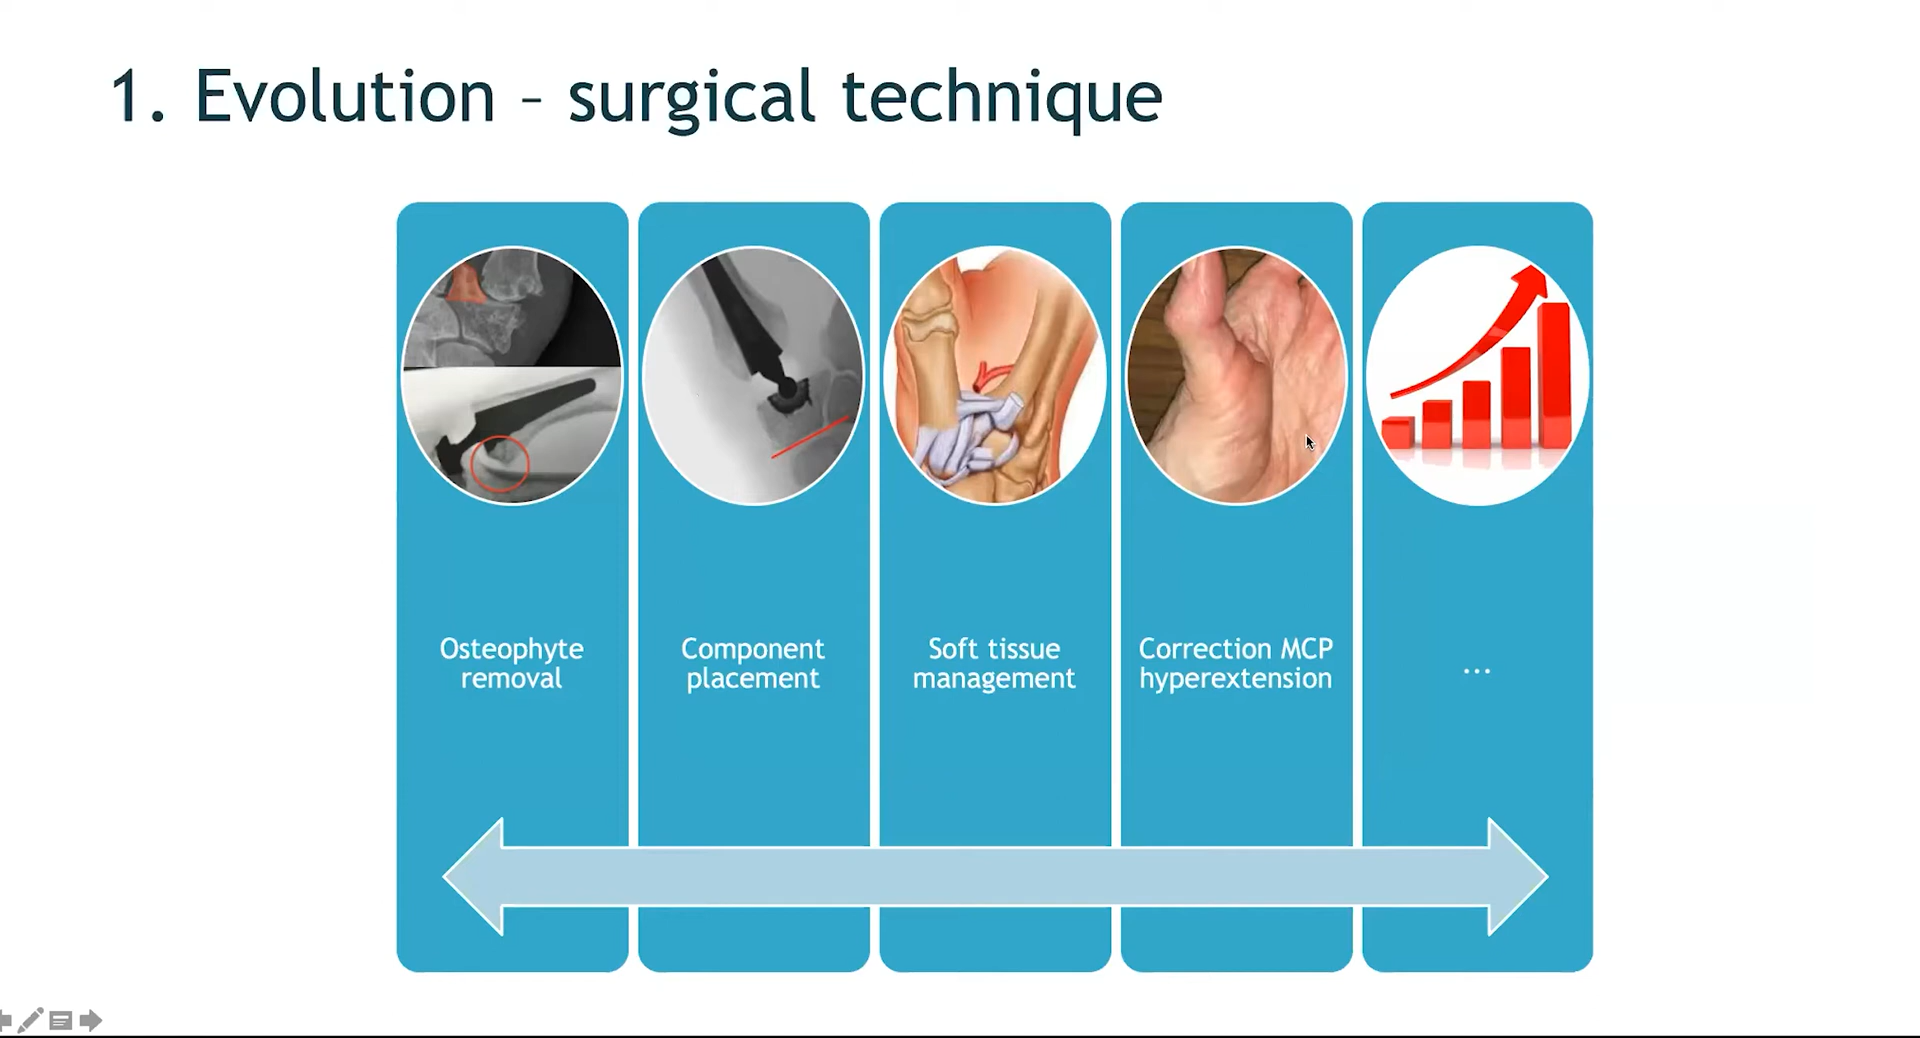 1. Evolution – surgical technique
Osteophyte
removal
Component
placement
Soft tissue
management
Correction MCP
hyperextension
...